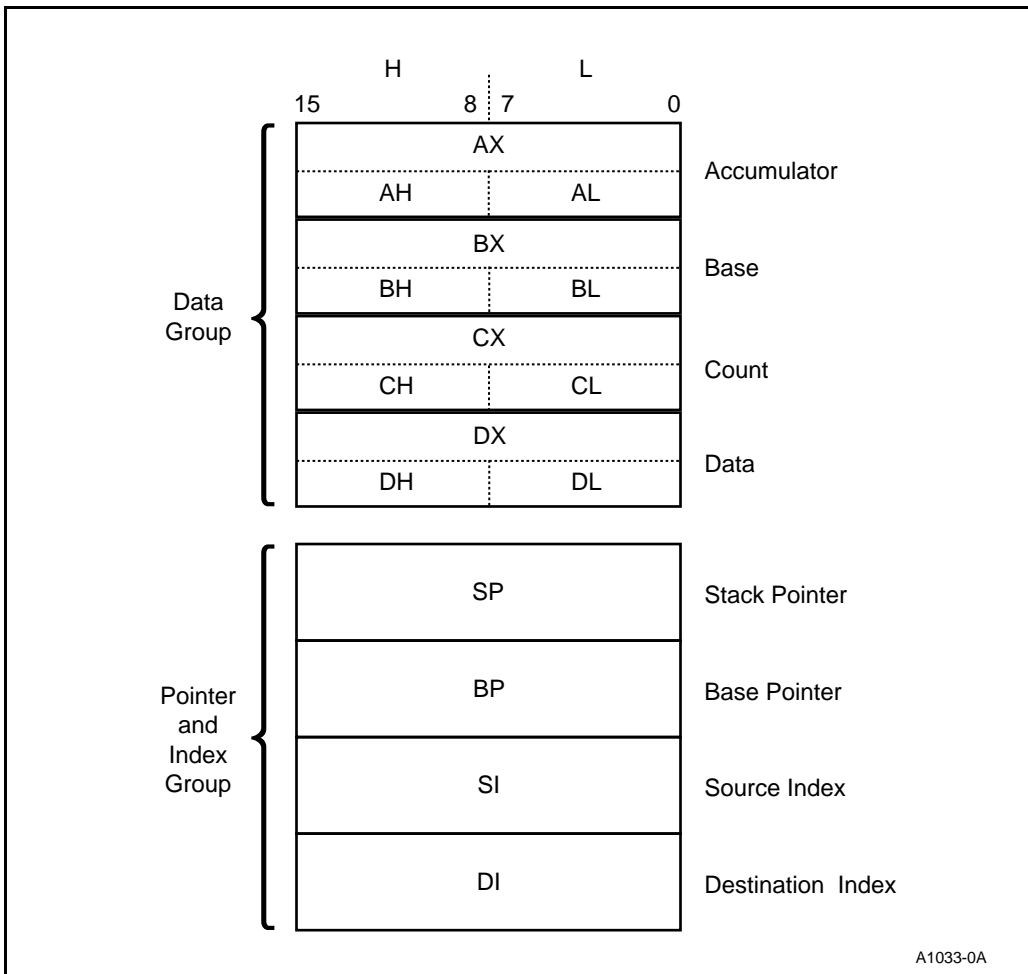 H L
15 8 7 0
AX
AH AL
Accumulator
BX
BH BL
Base
Data
Group
CX
CH CL
Count
DX
DH DL
Data
SP
Stack Pointer
BP
Base Pointer
Pointer
and
Index
Group
SI
Source Index
DI
Destination Index
A1033-0A